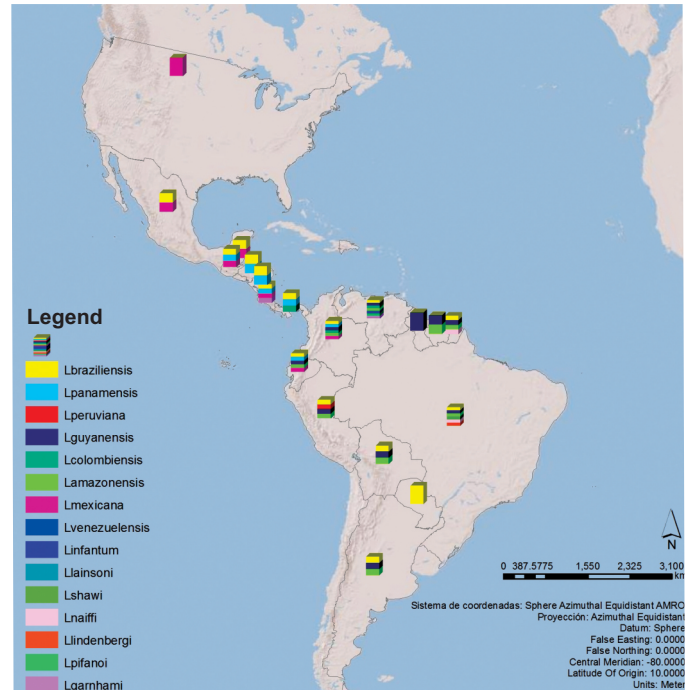 Legend
Lbraziliensis
Lpanamensis
Lperuviana
Lguyanensis
Lcolombiensis
Lamazonensis
Lmexicana
Lvenezuelensis
Linfantum
Llainsoni
Lshawi
Lnaiffi
Llindenbergi
Lpifanoi
Lgarnhami
N
0 387.5775 1,550 2,325 3,100
km
Sistema de coordenadas: Sphere Azimuthal Equidistant AMRO
Proyección: Azimuthal Equidistant
Datum: Sphere
False Easting: 0.0000
False Northing: 0.0000
Central Meridian: -80.0000
Latitude Of Origin: 10.0000
Units: Meter